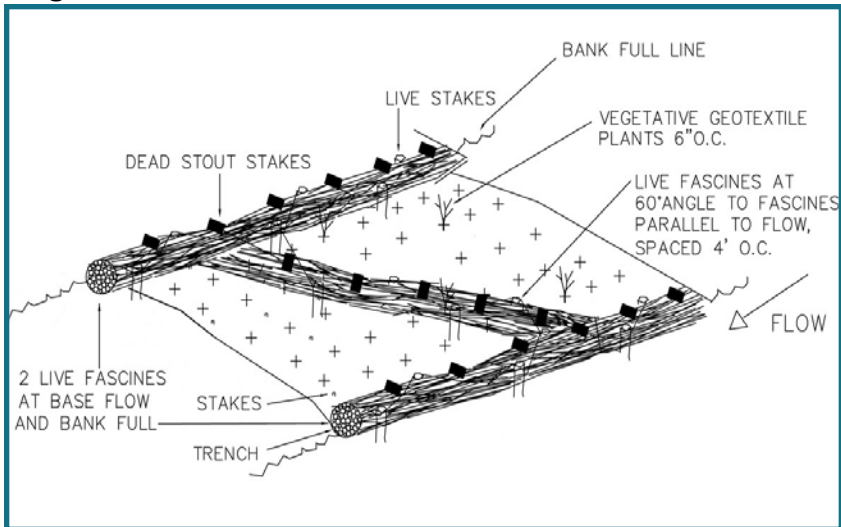 BANK FULL LINE
LIVE STAKES
VEGETATIVE GEOTEXTILE
PLANTS 6"O.C.
DEAD STOUT STAKES
LIVE FASCINES AT
60°ANGLE TO FASCINES
PARALLEL TO FLOW,
SPACED 4' O.C.
FLOW
2 LIVE FASCINES
AT BASE FLOW
AND BANK FULL
STAKES
TRENCH